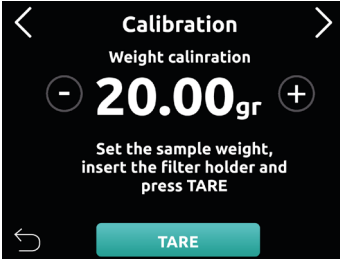 Calibration
Weight calinration
- 20.00gr +
Set the sample weight,
insert the filter holder and
press TARE
TARE